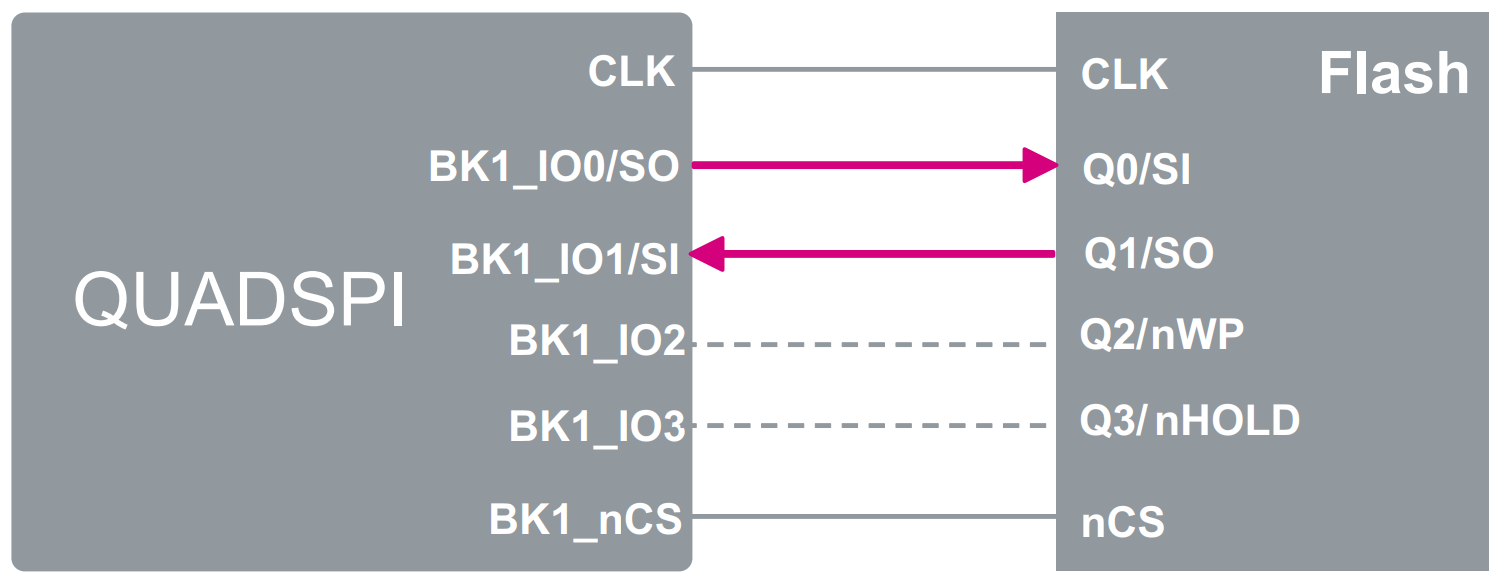 CLK
BK1_IO0/SO
BK1_IO1/SI
QUADSPI
BK1_IO2
BK1_IO3
BK1_nCS
Flash
CLK
Q0/SI
Q1/SO
Q2/nWP
Q3/nHOLD
nCS